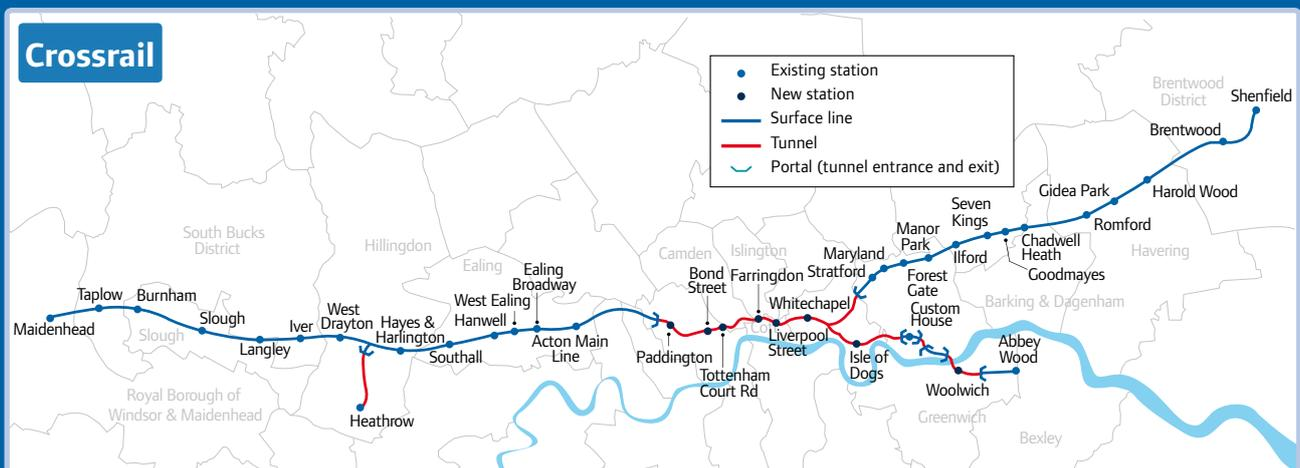 Crossrail
Existing station
New station
Surface line
Tunnel
Portal (tunnel entrance and exit)
Brentwood
District
Shenfield
Brentwood
Harold Wood
Gidea Park
Romford
Seven
Kings
Chadwell
Heath
Goodmayes
Havering
Manor
Park
Ilford
Maryland
Stratford
Forest
Gate
Barking & Dagenham
Custom
House
South Bucks
District
Hillingdon
Ealing
Camden
Islington
Bond
Street
Farringdon
Whitechapel
Ealing
Broadway
West Ealing
Hanwell
Taplow
Burnham
Maidenhead
Slough
Slough
Langley
Iver
West
Drayton
Hayes &
Harlington
Southall
Acton Main
Line
Paddington
Tottenham
Court Rd
Liverpool
Street
Isle of
Dogs
Abbey
Wood
Woolwich
Greenwich
Bexley
Royal Borough of
Windsor & Maidenhead
Heathrow